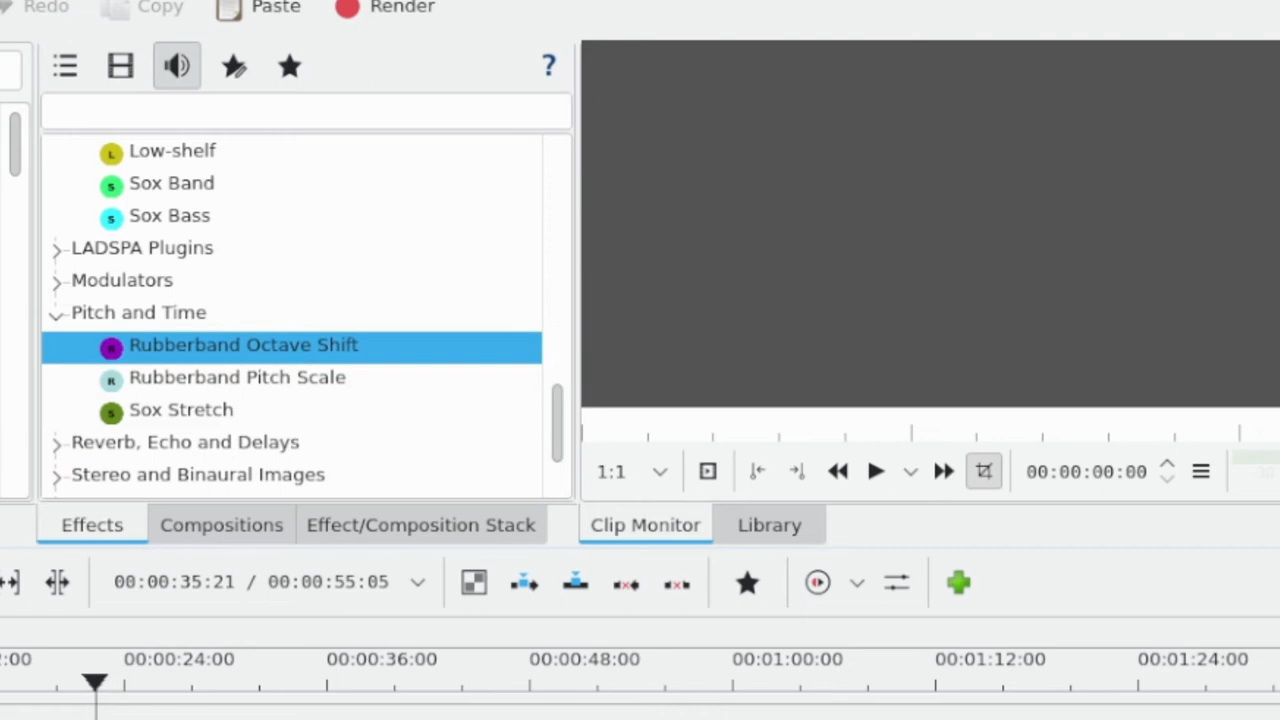 Redo Copy Paste Render
?
L Low-shelf
S Sox Band
S Sox Bass
LADSPA Plugins
Modulators
Pitch and Time
Rubberband Octave Shift
R Rubberband Pitch Scale
S Sox Stretch
Reverb, Echo and Delays
Stereo and Binaural Images
1:1 00:00:00:00
Effects Compositions Effect/Composition Stack Clip Monitor Library
00:00:35:21 / 00:00:55:05
2:00 00:00:24:00 00:00:36:00 00:00:48:00 00:01:00:00 00:01:12:00 00:01:24:00